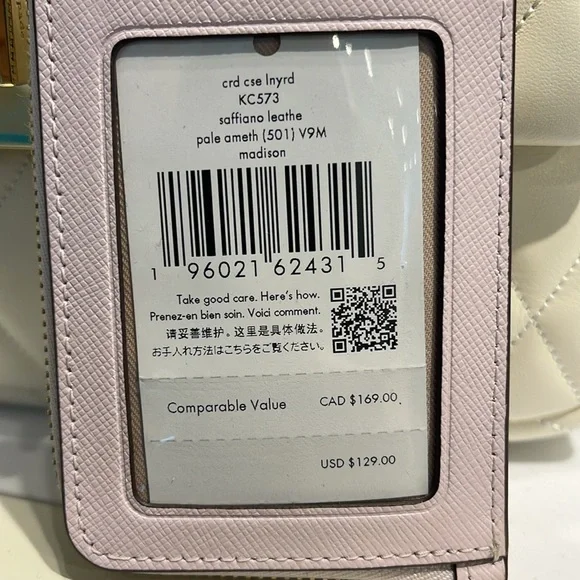 crd cse lnyrd
KC573
saffiano leathe
pale ameth (501) V9M
madison
1 96021 62431 5
Take good care. Here's how.
Prenez-en bien soin. Voici comment.
请妥善维护。这里是具体做法。
お手入れ方法はこちらをご覧ください。
Comparable Value CAD $169.00
USD $129.00